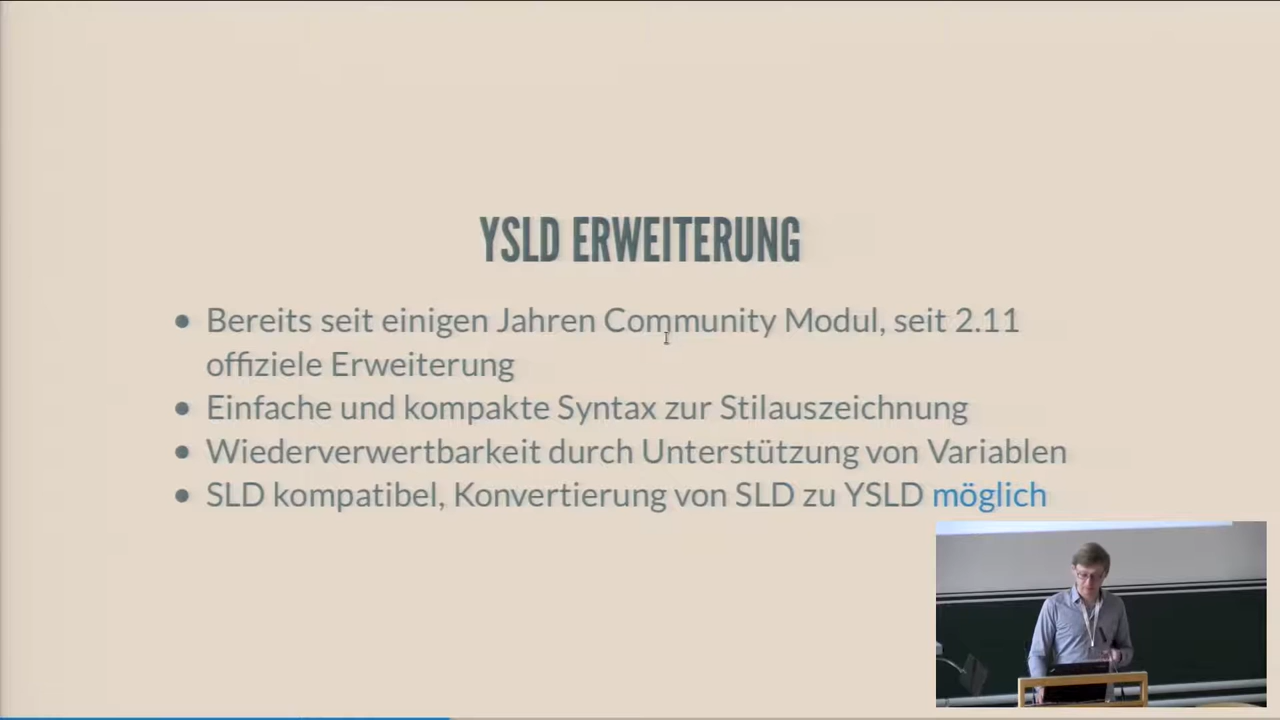 YSLD ERWEITERUNG
Bereits seit einigen Jahren Community Modul, seit 2.11
offiziele Erweiterung
Einfache und kompakte Syntax zur Stilauszeichnung
Wiederverwertbarkeit durch Unterstützung von Variablen
SLD kompatibel, Konvertierung von SLD zu YSLD möglich